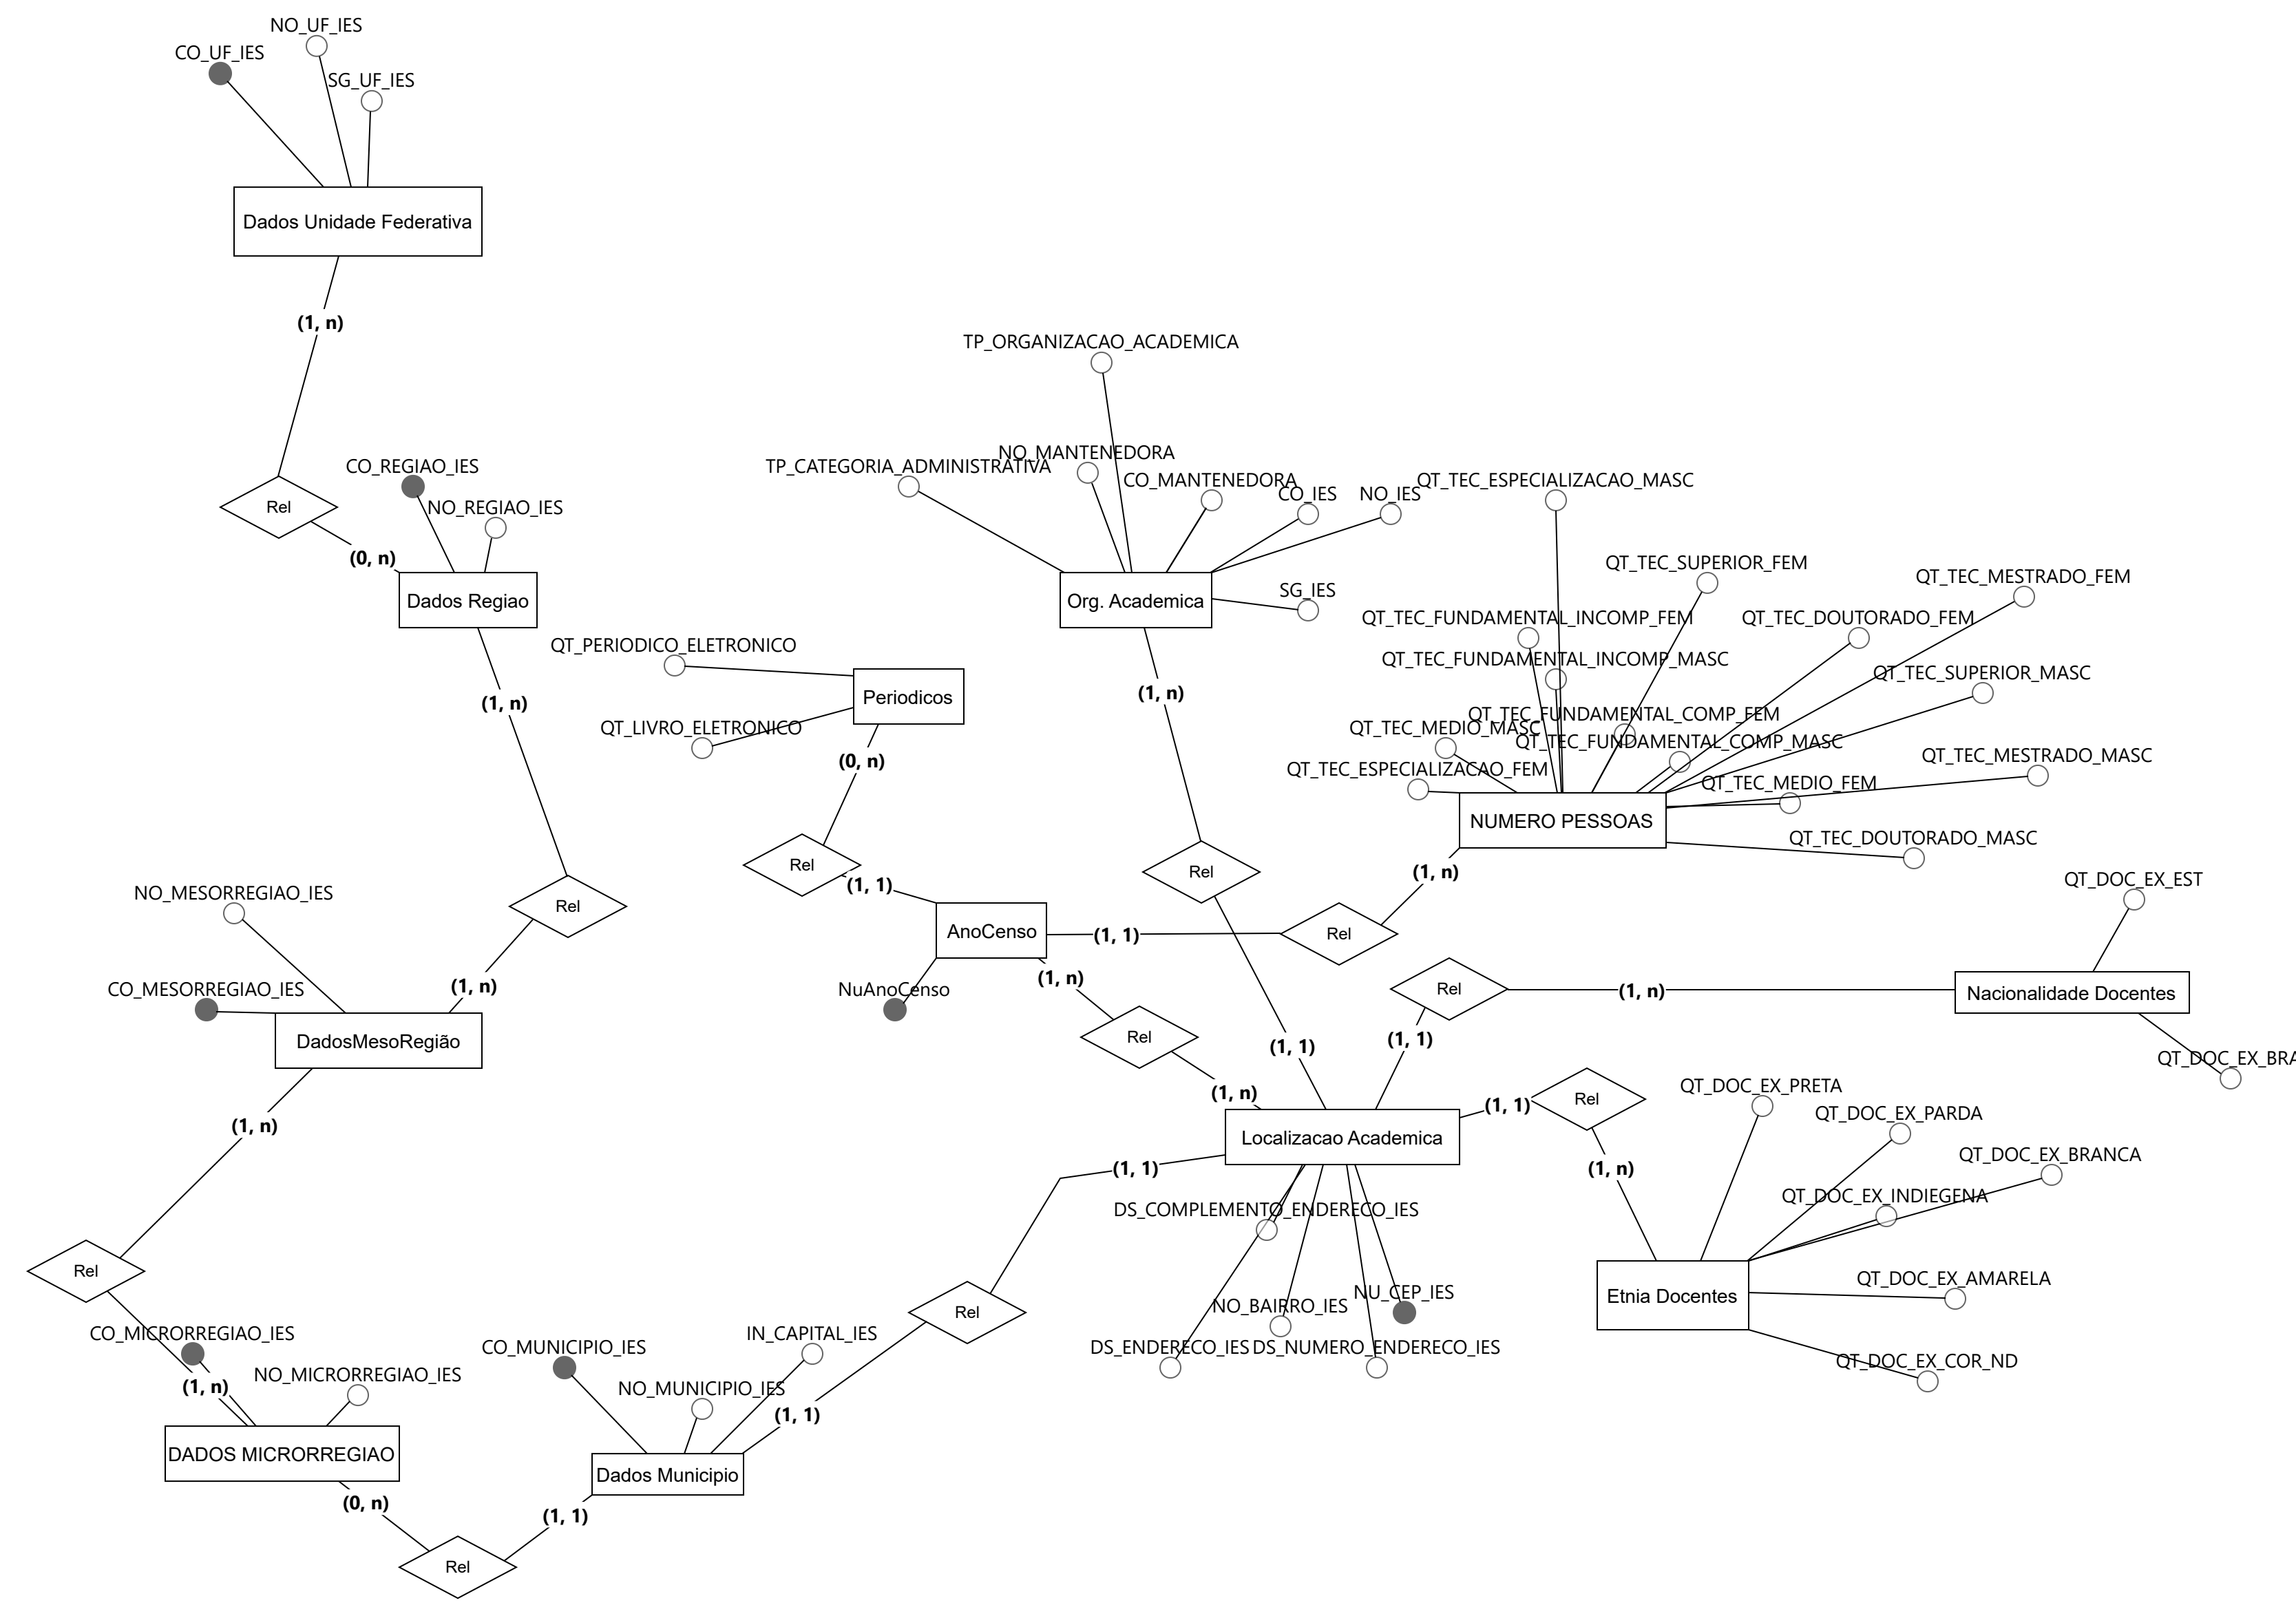 NO_UF_IES
CO_UF_IES
SG_UF_IES
Dados Unidade Federativa
(1, n)
Rel
(0, n)
CO_REGIAO_IES
NO_REGIAO_IES
Dados Regiao
(1, n)
Rel
(1, n)
NO_MESORREGIAO_IES
CO_MESORREGIAO_IES
DadosMesoRegião
(1, n)
Rel
(1, n)
CO_MICRORREGIAO_IES
NO_MICRORREGIAO_IES
DADOS MICRORREGIAO
(0, n)
Rel
(1, 1)
CO_MUNICIPIO_IES
NO_MUNICIPIO_IES
IN_CAPITAL_IES
Dados Municipio
(1, 1)
Rel
(1, 1)
QT_PERIODICO_ELETRONICO
QT_LIVRO_ELETRONICO
Periodicos
(0, n)
Rel
(1, 1)
AnoCenso
NuAnoCenso
(1, 1)
Rel
(1, n)
(1, n)
Rel
(1, n)
TP_ORGANIZACAO_ACADEMICA
NO_MANTENEDORA
TP_CATEGORIA_ADMINISTRATIVA
CO_MANTENEDORA
CO_IES
NO_IES
SG_IES
Org. Academica
(1, n)
Rel
(1, 1)
QT_TEC_ESPECIALIZACAO_MASC
QT_TEC_SUPERIOR_FEM
QT_TEC_MESTRADO_FEM
QT_TEC_FUNDAMENTAL_INCOMP_FEM
QT_TEC_DOUTORADO_FEM
QT_TEC_FUNDAMENTAL_INCOMP_MASC
QT_TEC_SUPERIOR_MASC
QT_TEC_FUNDAMENTAL_COMP_FEM
QT_TEC_MEDIO_MASC
QT_TEC_FUNDAMENTAL_COMP_MASC
QT_TEC_MESTRADO_MASC
QT_TEC_ESPECIALIZACAO_FEM
QT_TEC_MEDIO_FEM
NUMERO PESSOAS
QT_TEC_DOUTORADO_MASC
QT_DOC_EX_EST
Rel
(1, n)
Nacionalidade Docentes
(1, 1)
QT_DOC_EX_BRA
Localizacao Academica
(1, 1)
Rel
(1, n)
QT_DOC_EX_PRETA
QT_DOC_EX_PARDA
QT_DOC_EX_BRANCA
QT_DOC_EX_INDIEGENA
QT_DOC_EX_AMARELA
Etnia Docentes
QT_DOC_EX_COR_ND
DS_COMPLEMENTO_ENDERECO_IES
NU_CEP_IES
NO_BAIRRO_IES
DS_ENDERECO_IES
DS_NUMERO_ENDERECO_IES